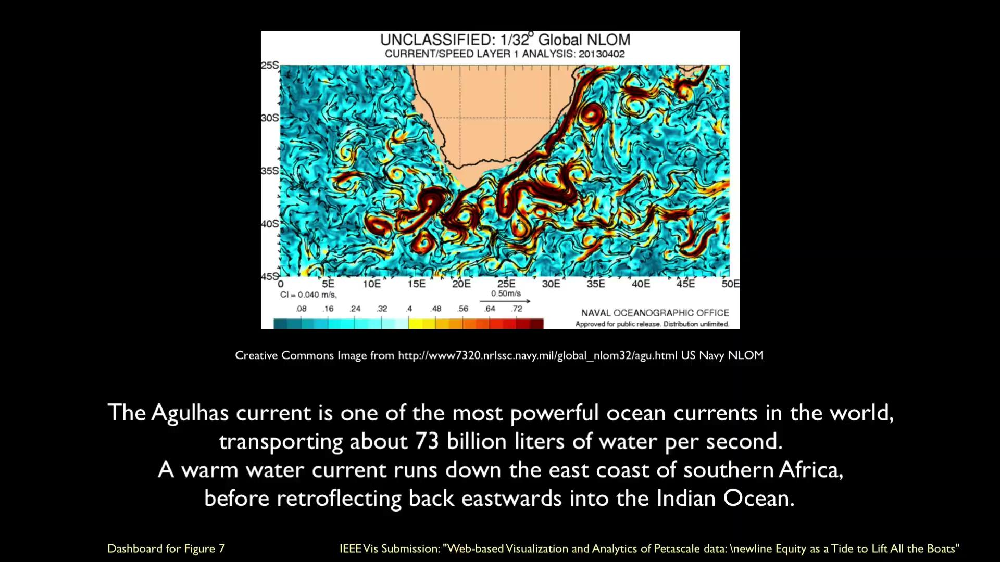 UNCLASSIFIED: 1/32° Global NLOM
CURRENT/SPEED LAYER 1 ANALYSIS: 20130402
25S
30S
35S
40S
45S
0 5E 10E 15E 20E 25E 30E 35E 40E 45E 50E
CI = 0.040 m/s,
0.50m/s
.08 .16 .24 .32 .4 .48 .56 .64 .72
NAVAL OCEANOGRAPHIC OFFICE
Approved for public release. Distribution unlimited.
Creative Commons Image from http://www7320.nrlssc.navy.mil/global_nlom32/agu.html US Navy NLOM
The Agulhas current is one of the most powerful ocean currents in the world,
transporting about 73 billion liters of water per second.
A warm water current runs down the east coast of southern Africa,
before retroflecting back eastwards into the Indian Ocean.
Dashboard for Figure 7
IEEE Vis Submission: "Web-based Visualization and Analytics of Petascale data: \newline Equity as a Tide to Lift All the Boats"